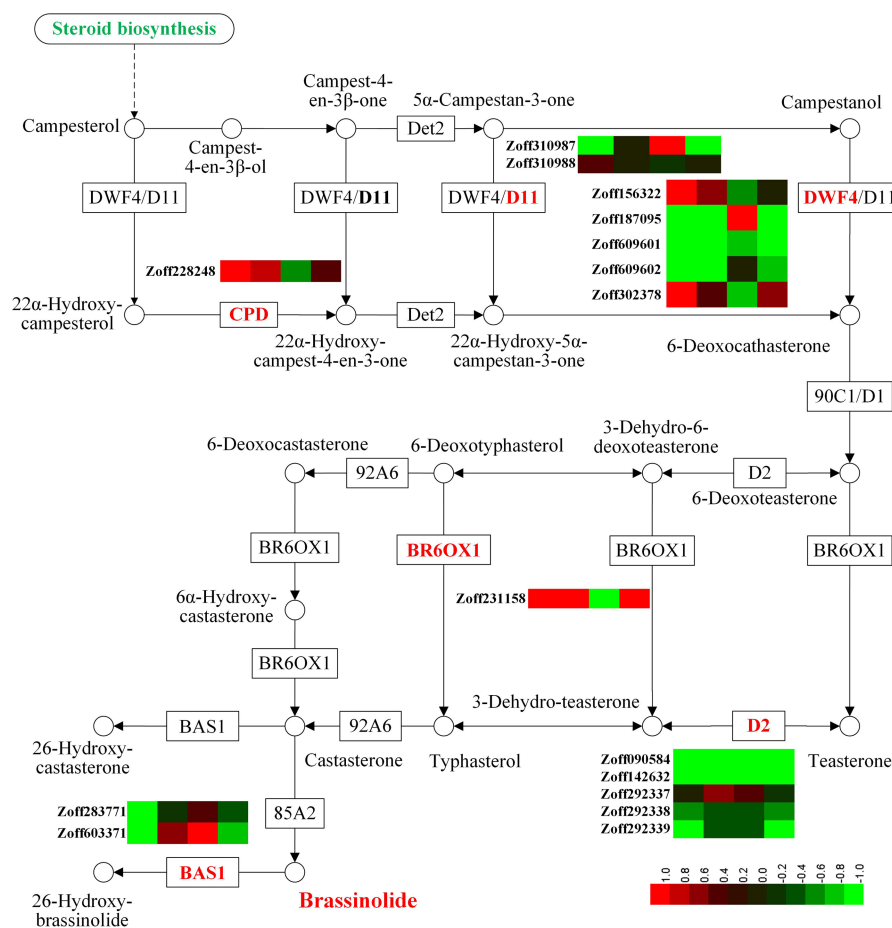 Steroid biosynthesis
Campest-4-
en-3β-one
5α-Campestan-3-one
Campestanol
Campesterol
Campest-
4-en-3β-ol
Det2
Zoff310987
Zoff310988
DWF4/D11
DWF4/D11
DWF4/D11
DWF4/D11
Zoff156322
Zoff187095
Zoff609601
Zoff609602
Zoff302378
Zoff228248
22α-Hydroxy-
campesterol
CPD
Det2
22α-Hydroxy-
campest-4-en-3-one
22α-Hydroxy-5α-
campestan-3-one
6-Deoxocathasterone
90C1/D1
6-Deoxocastasterone
6-Deoxotyphasterol
3-Dehydro-6-
deoxoteasterone
92A6
D2
6-Deoxoteasterone
BR6OX1
BR6OX1
BR6OX1
BR6OX1
6α-Hydroxy-
castasterone
Zoff231158
BR6OX1
3-Dehydro-teasterone
BAS1
92A6
D2
26-Hydroxy-
castasterone
Castasterone
Typhasterol
Teasterone
Zoff090584
Zoff142632
Zoff292337
Zoff292338
Zoff292339
Zoff283771
Zoff603371
85A2
BAS1
Brassinolide
26-Hydroxy-
brassinolide
1.0
0.8
0.6
0.4
0.2
0.0
-0.2
-0.4
-0.6
-0.8
-1.0